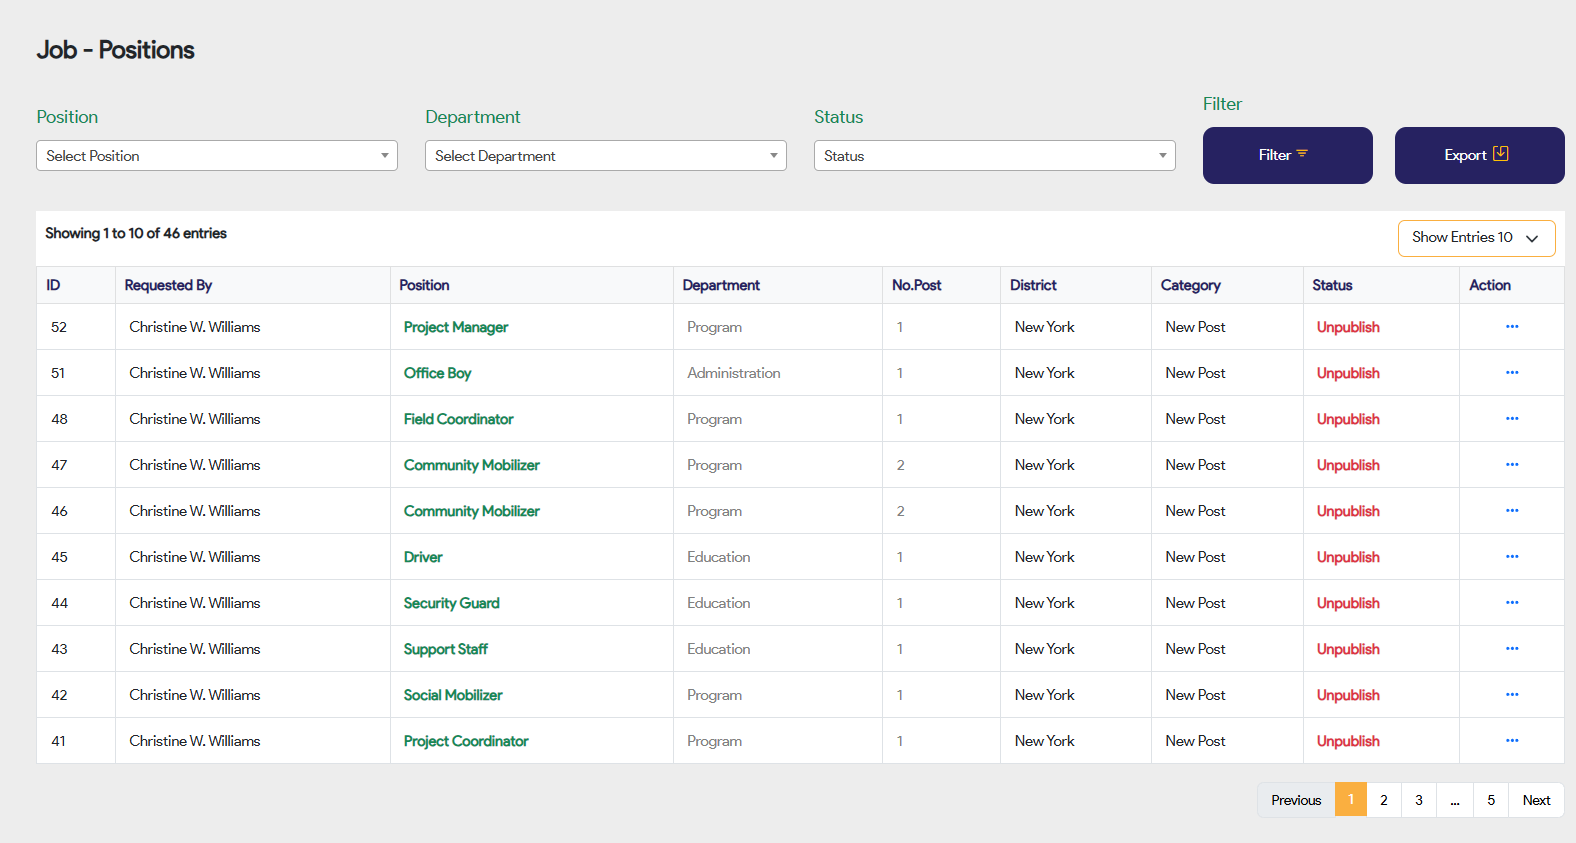 Job - Positions
Position Department Status Filter
Select Position Select Department Status Filter Export
Showing 1 to 10 of 46 entries Show Entries 10
ID Requested By Position Department No.Post District Category Status Action
52 Christine W. Williams Project Manager Program 1 New York New Post Unpublish ...
51 Christine W. Williams Office Boy Administration 1 New York New Post Unpublish ...
48 Christine W. Williams Field Coordinator Program 1 New York New Post Unpublish ...
47 Christine W. Williams Community Mobilizer Program 2 New York New Post Unpublish ...
46 Christine W. Williams Community Mobilizer Program 2 New York New Post Unpublish ...
45 Christine W. Williams Driver Education 1 New York New Post Unpublish ...
44 Christine W. Williams Security Guard Education 1 New York New Post Unpublish ...
43 Christine W. Williams Support Staff Education 1 New York New Post Unpublish ...
42 Christine W. Williams Social Mobilizer Program 1 New York New Post Unpublish ...
41 Christine W. Williams Project Coordinator Program 1 New York New Post Unpublish ...
Previous 1 2 3 ... 5 Next